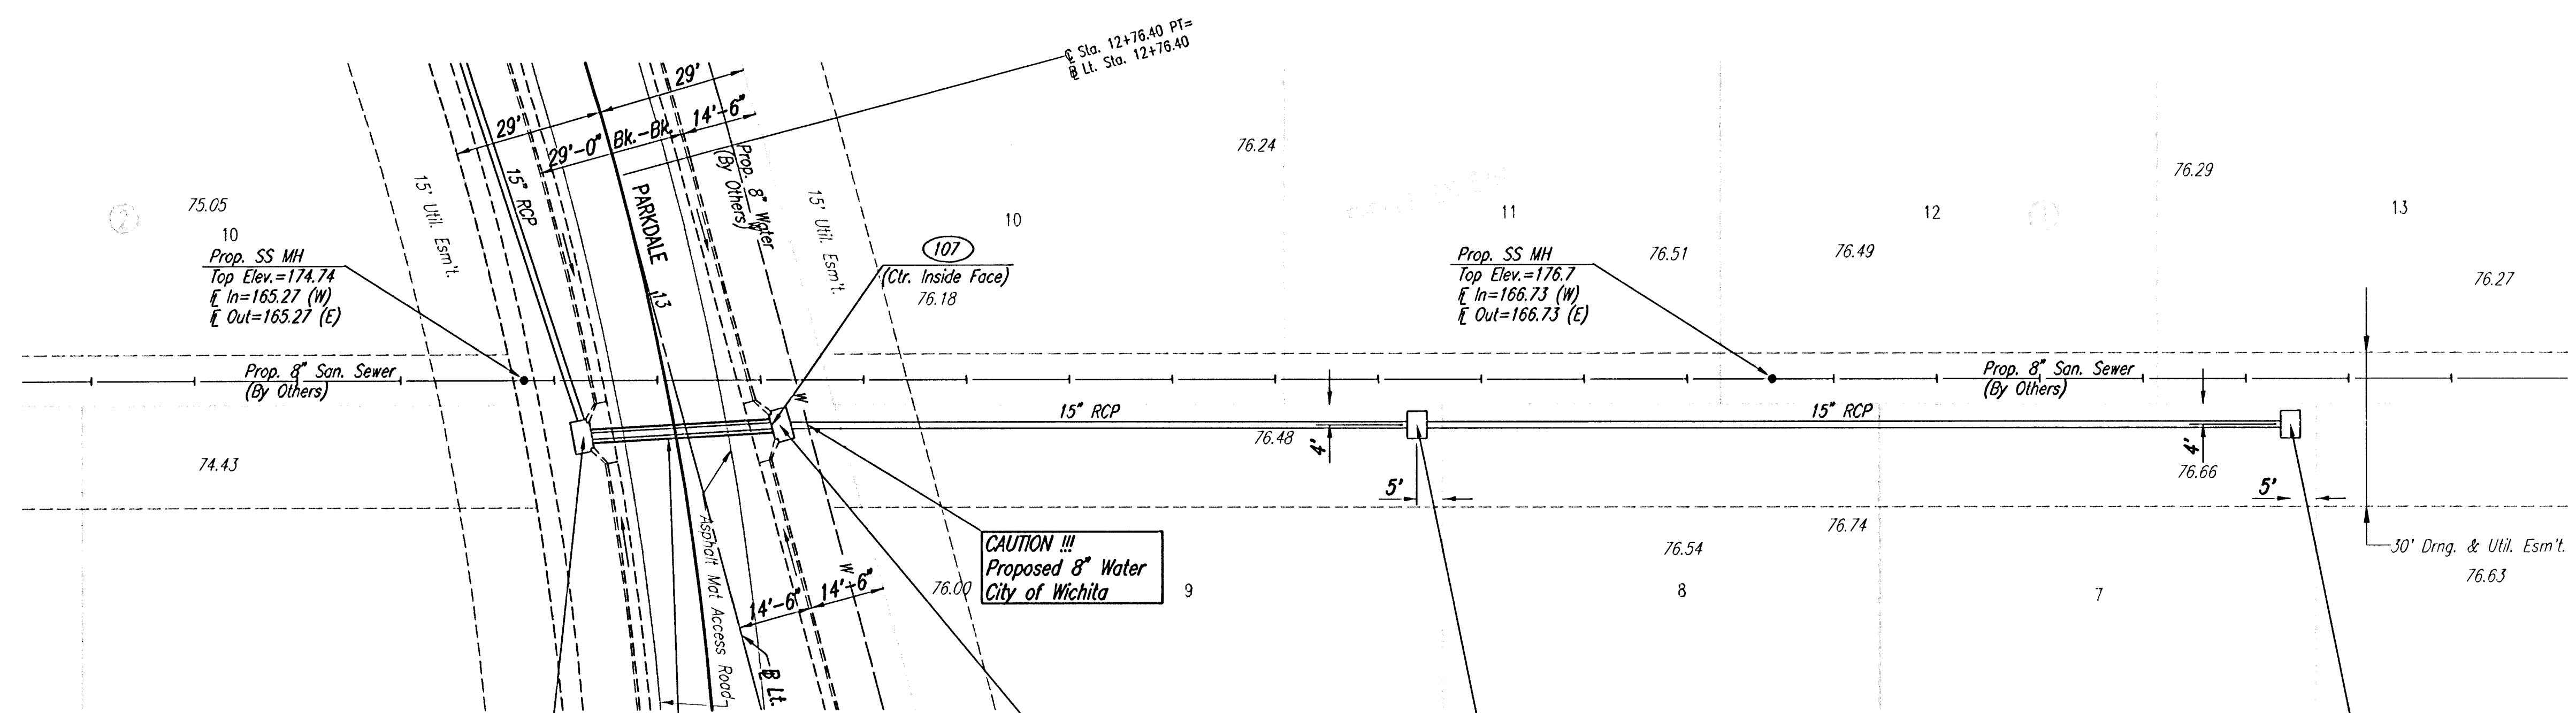 ℄ Sta. 12+76.40 PT=
B̵L Lt. Sta. 12+76.40
29'
29'
14'-6"
29'-0" Bk.-Bk.
15" RCP
15' Util. Esm't.
PARKDALE
13
Prop. 8" Water
(By Others)
W
15' Util. Esm't.
75.05
10
Prop. SS MH
Top Elev.=174.74
FL In=165.27 (W)
FL Out=165.27 (E)
2
107
(Ctr. Inside Face)
76.18
10
76.24
11
76.51
76.49
12
1
76.29
13
76.27
Prop. SS MH
Top Elev.=176.7
FL In=166.73 (W)
FL Out=166.73 (E)
Prop. 8" San. Sewer
(By Others)
Prop. 8" San. Sewer
(By Others)
W
15" RCP
15" RCP
76.48
4'
4'
76.66
5'
5'
74.43
CAUTION !!!
Proposed 8" Water
City of Wichita
76.00
9
76.54
8
76.74
7
30' Drng. & Util. Esm't.
76.63
Asphalt Mat Access Road
14'-6"
14'-6"
W
BL Lt.